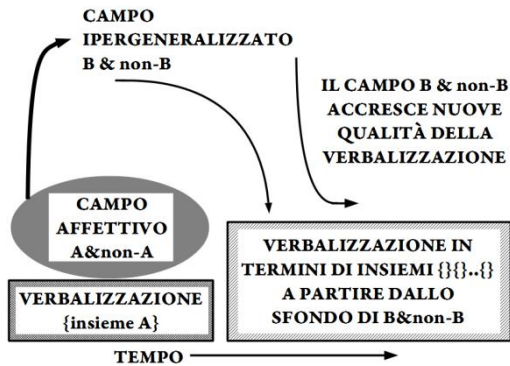 CAMPO
IPERGENERALIZZATO
B & non-B
IL CAMPO B & non-B
ACCRESCE NUOVE
QUALITÀ DELLA
VERBALIZZAZIONE
CAMPO
AFFETTIVO
A&non-A
VERBALIZZAZIONE
{insieme A}
VERBALIZZAZIONE IN
TERMINI DI INSIEMI {}{}..{}
A PARTIRE DALLO
SFONDO DI B&non-B
TEMPO